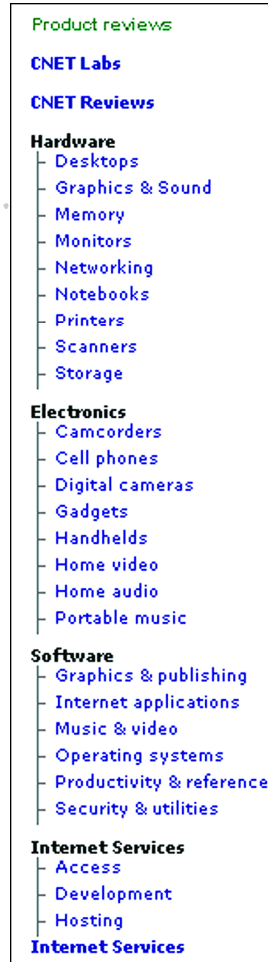 Product reviews
CNET Labs
CNET Reviews
Hardware
Desktops
Graphics & Sound
Memory
Monitors
Networking
Notebooks
Printers
Scanners
Storage
Electronics
Camcorders
Cell phones
Digital cameras
Gadgets
Handhelds
Home video
Home audio
Portable music
Software
Graphics & publishing
Internet applications
Music & video
Operating systems
Productivity & reference
Security & utilities
Internet Services
Access
Development
Hosting
Internet Services